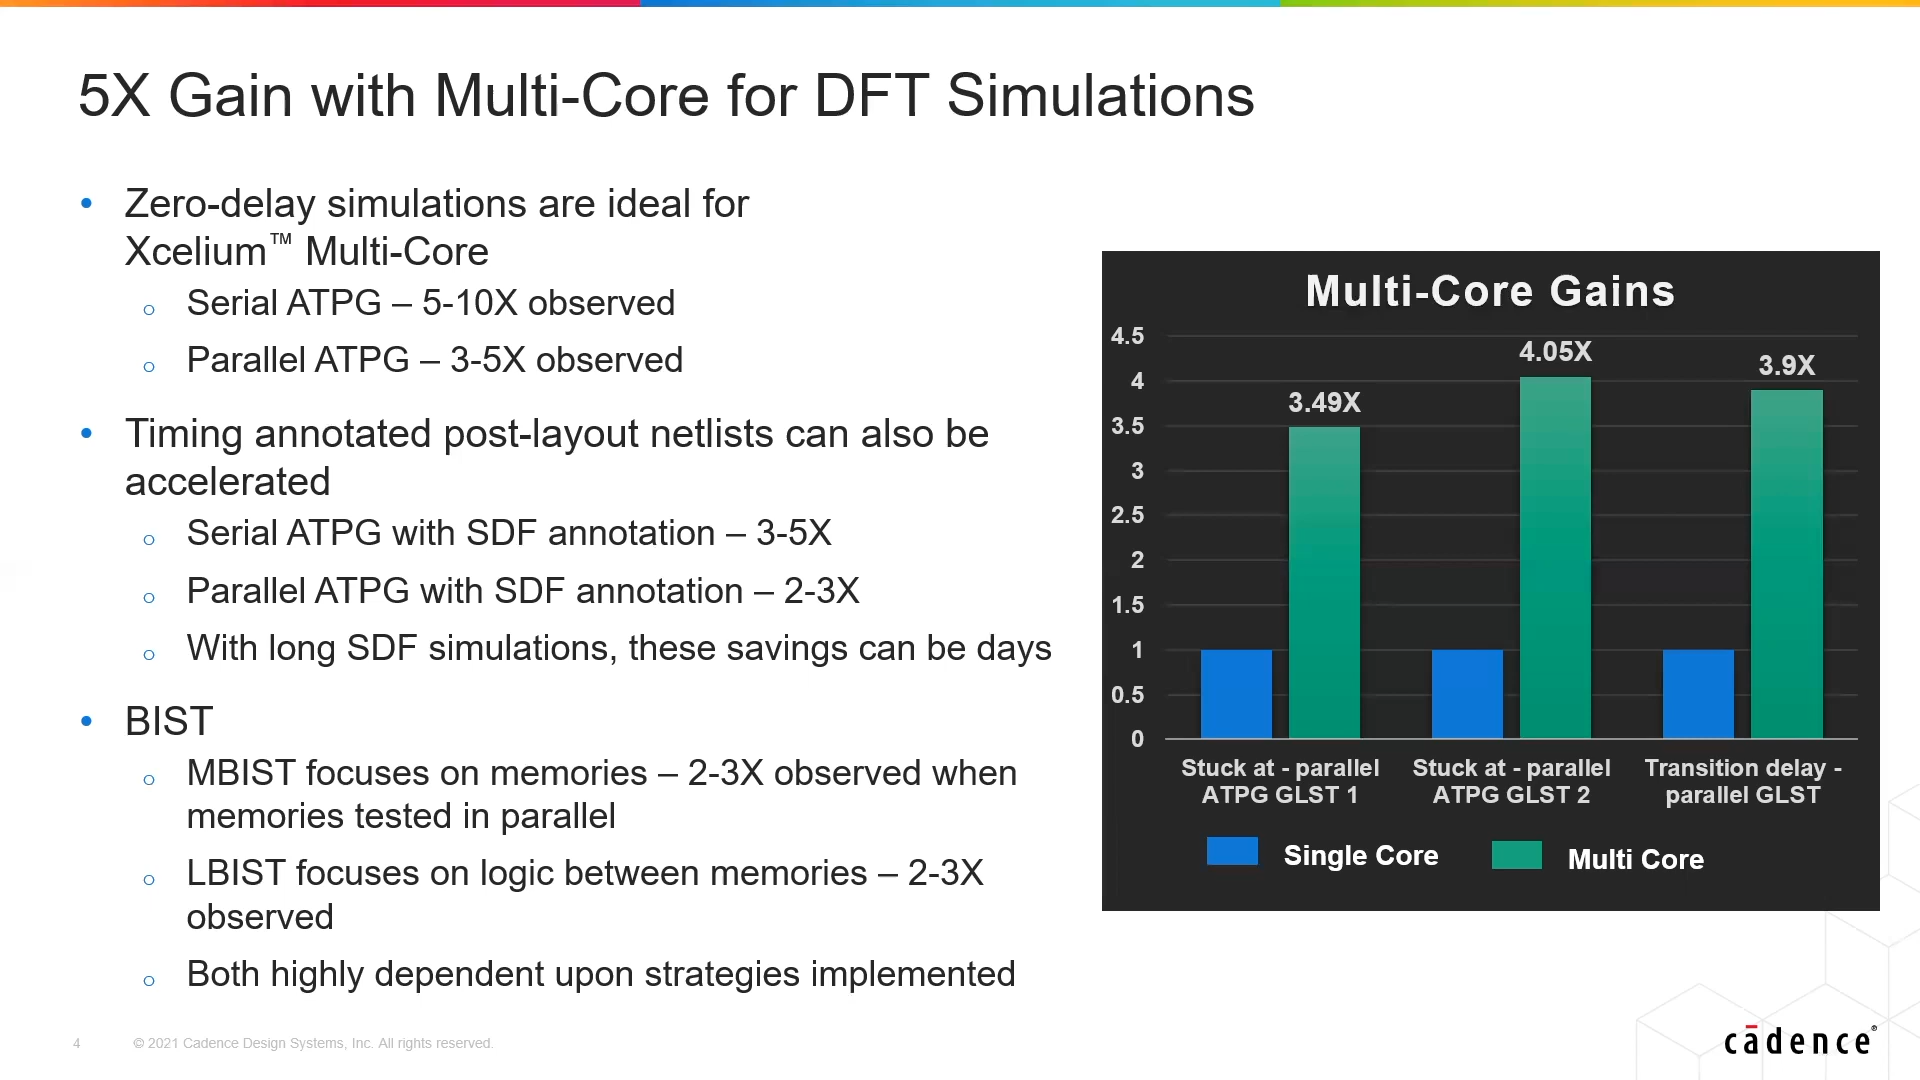 5X Gain with Multi-Core for DFT Simulations
• Zero-delay simulations are ideal for
Xcelium™ Multi-Core
○ Serial ATPG – 5-10X observed
○ Parallel ATPG – 3-5X observed
• Timing annotated post-layout netlists can also be
accelerated
○ Serial ATPG with SDF annotation – 3-5X
○ Parallel ATPG with SDF annotation – 2-3X
○ With long SDF simulations, these savings can be days
• BIST
○ MBIST focuses on memories – 2-3X observed when
memories tested in parallel
○ LBIST focuses on logic between memories – 2-3X
observed
○ Both highly dependent upon strategies implemented
Multi-Core Gains
4.5
4
3.5
3
2.5
2
1.5
1
0.5
0
3.49X
4.05X
3.9X
Stuck at - parallel
ATPG GLST 1
Stuck at - parallel
ATPG GLST 2
Transition delay -
parallel GLST
Single Core
Multi Core
4
© 2021 Cadence Design Systems, Inc. All rights reserved.
cādence®